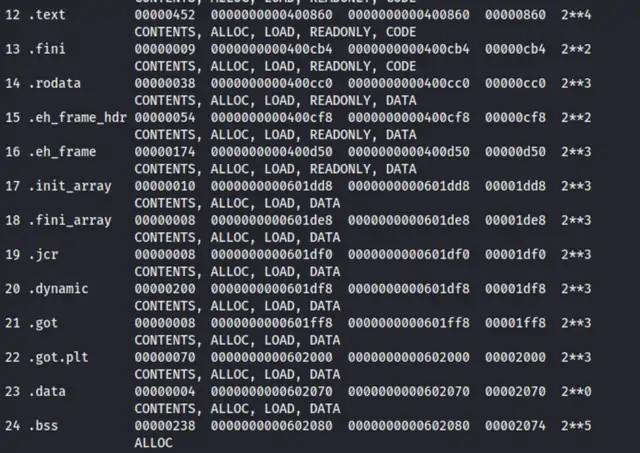 CONTENTS, ALLOC, LOAD, READONLY, CODE
12 .text 00000452 0000000000400860 0000000000400860 00000860 2**4
CONTENTS, ALLOC, LOAD, READONLY, CODE
13 .fini 00000009 0000000000400cb4 0000000000400cb4 00000cb4 2**2
CONTENTS, ALLOC, LOAD, READONLY, CODE
14 .rodata 00000038 0000000000400cc0 0000000000400cc0 00000cc0 2**3
CONTENTS, ALLOC, LOAD, READONLY, DATA
15 .eh_frame_hdr 00000054 0000000000400cf8 0000000000400cf8 00000cf8 2**2
CONTENTS, ALLOC, LOAD, READONLY, DATA
16 .eh_frame 00000174 0000000000400d50 0000000000400d50 00000d50 2**3
CONTENTS, ALLOC, LOAD, READONLY, DATA
17 .init_array 00000010 0000000000601dd8 0000000000601dd8 00001dd8 2**3
CONTENTS, ALLOC, LOAD, DATA
18 .fini_array 00000008 0000000000601de8 0000000000601de8 00001de8 2**3
CONTENTS, ALLOC, LOAD, DATA
19 .jcr 00000008 0000000000601df0 0000000000601df0 00001df0 2**3
CONTENTS, ALLOC, LOAD, DATA
20 .dynamic 00000200 0000000000601df8 0000000000601df8 00001df8 2**3
CONTENTS, ALLOC, LOAD, DATA
21 .got 00000008 0000000000601ff8 0000000000601ff8 00001ff8 2**3
CONTENTS, ALLOC, LOAD, DATA
22 .got.plt 00000070 0000000000602000 0000000000602000 00002000 2**3
CONTENTS, ALLOC, LOAD, DATA
23 .data 00000004 0000000000602070 0000000000602070 00002070 2**0
CONTENTS, ALLOC, LOAD, DATA
24 .bss 00000238 0000000000602080 0000000000602080 00002074 2**5
ALLOC